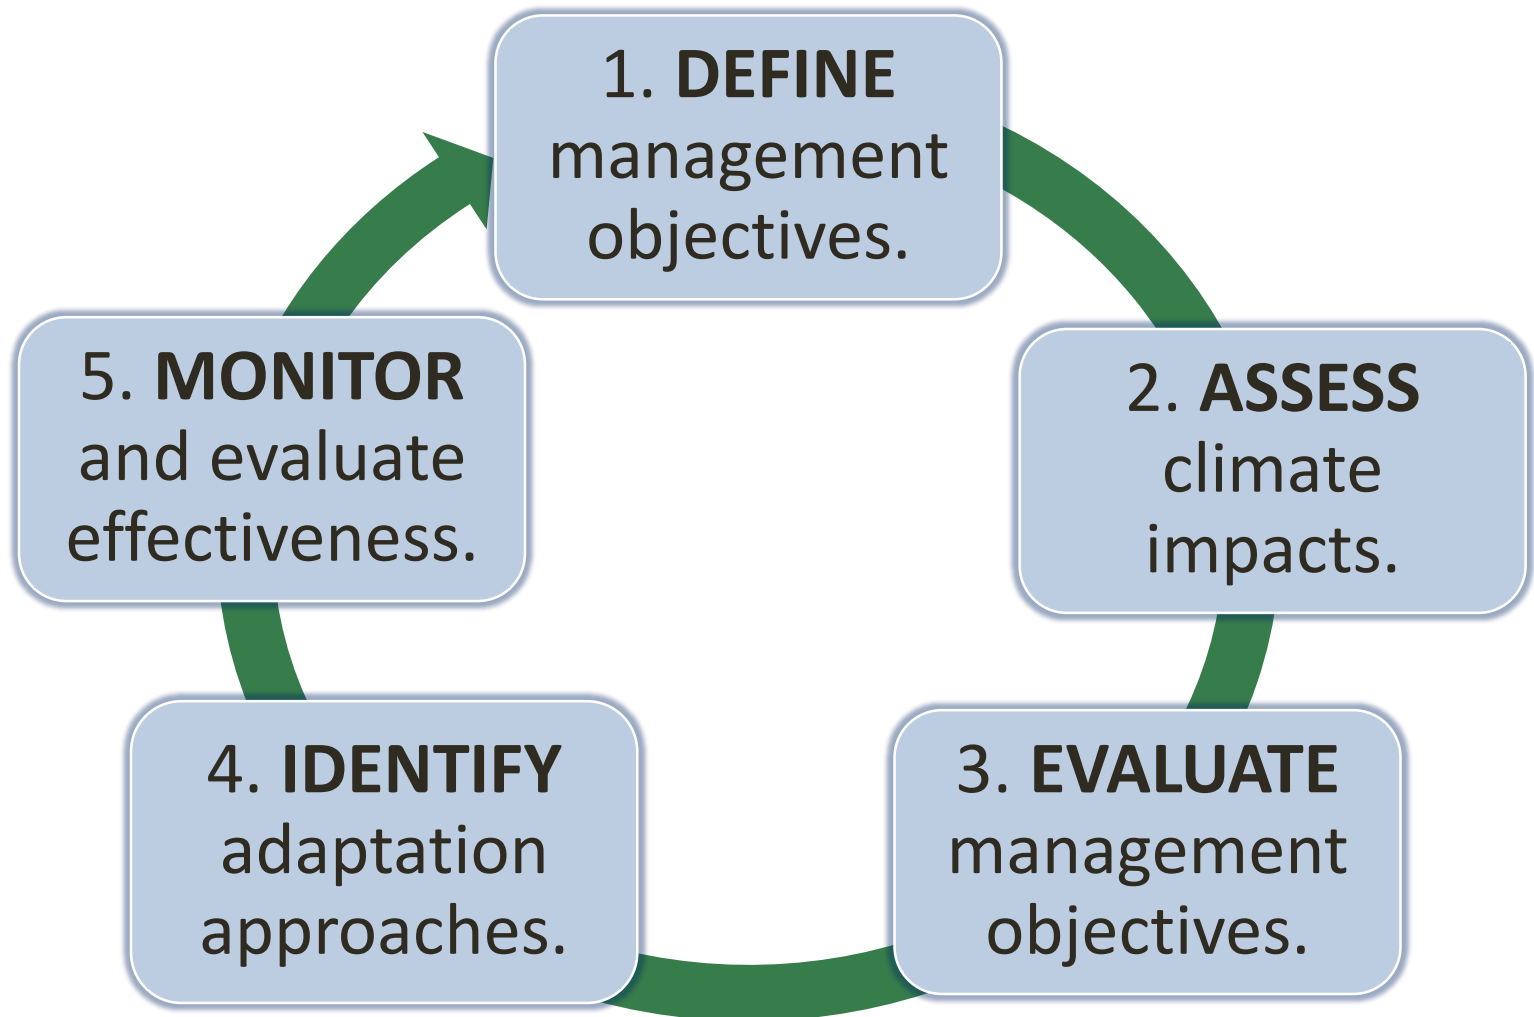 1. DEFINE
management
objectives.
2. ASSESS
climate
impacts.
3. EVALUATE
management
objectives.
4. IDENTIFY
adaptation
approaches.
5. MONITOR
and evaluate
effectiveness.